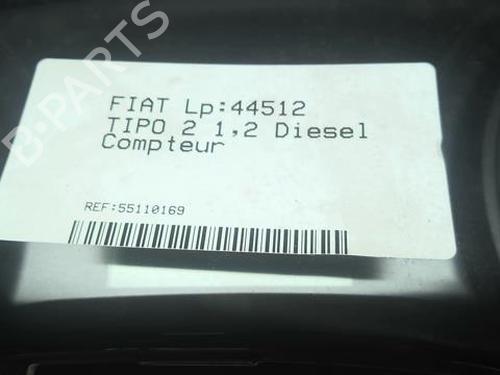 FIAT Lp:44512
TIPO 2 1,2 Diesel
Compteur
REF:55110169
B-PARTS